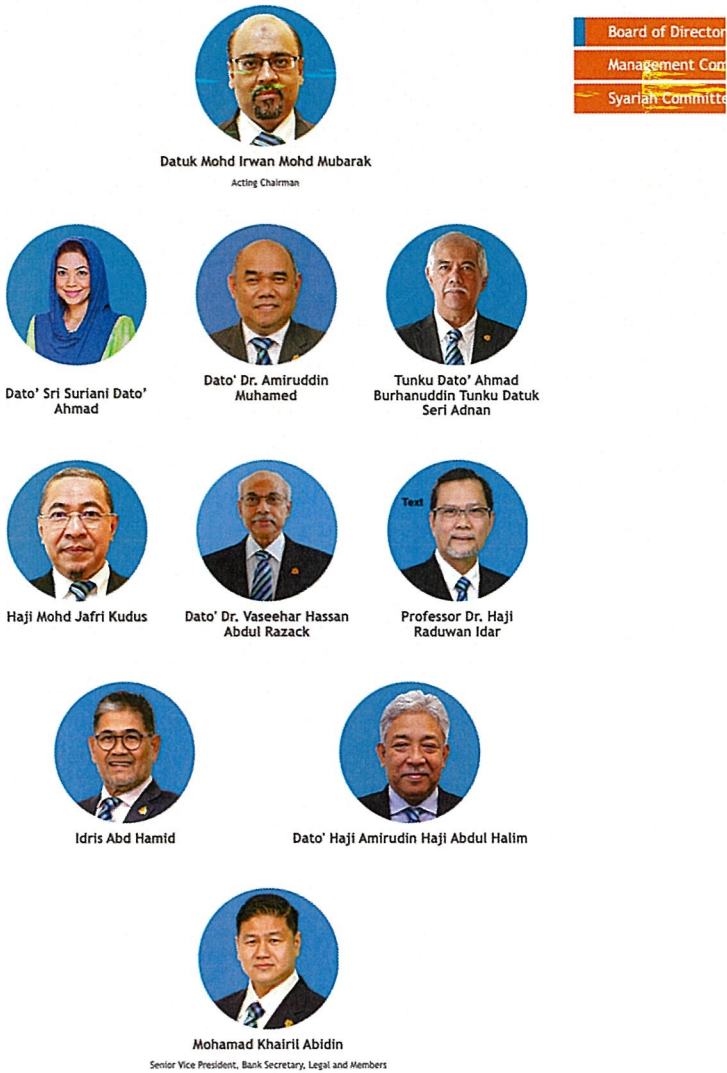 Board of Director
Management Com
Syariah Committe
Datuk Mohd Irwan Mohd Mubarak
Acting Chairman
Dato' Sri Suriani Dato'
Ahmad
Dato' Dr. Amiruddin
Muhamed
Tunku Dato' Ahmad
Burhanuddin Tunku Datuk
Seri Adnan
Text
Haji Mohd Jafri Kudus
Dato' Dr. Vaseehar Hassan
Abdul Razack
Professor Dr. Haji
Raduwan Idar
Idris Abd Hamid
Dato' Haji Amirudin Haji Abdul Halim
Mohamad Khairil Abidin
Senior Vice President, Bank Secretary, Legal and Members